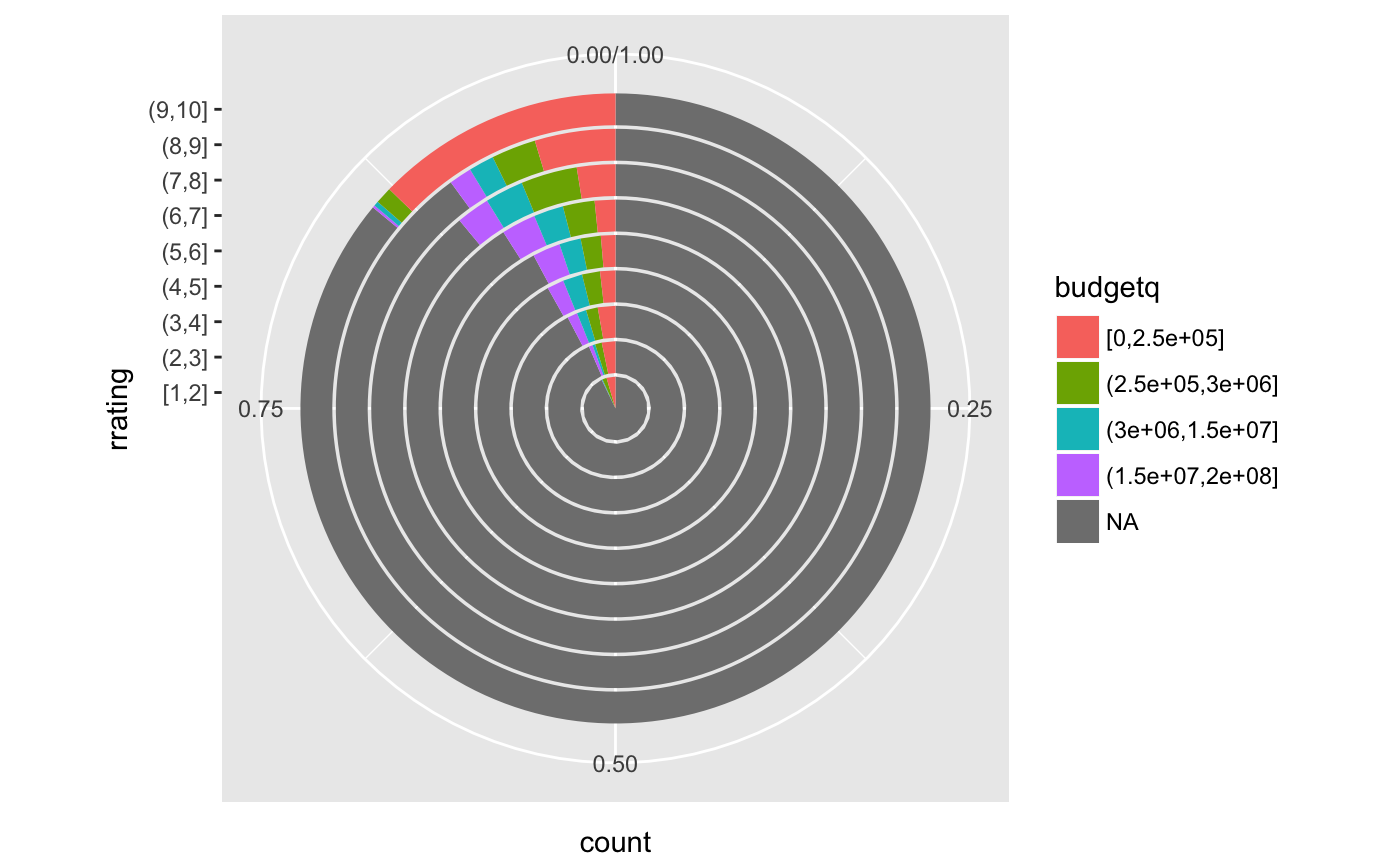 0.00/1.00
(9,10]
(8,9]
(7,8]
(6,7]
(5,6]
(4,5]
(3,4]
(2,3]
[1,2]
rrating
0.75
0.25
0.50
count
budgetq
[0,2.5e+05]
(2.5e+05,3e+06]
(3e+06,1.5e+07]
(1.5e+07,2e+08]
NA